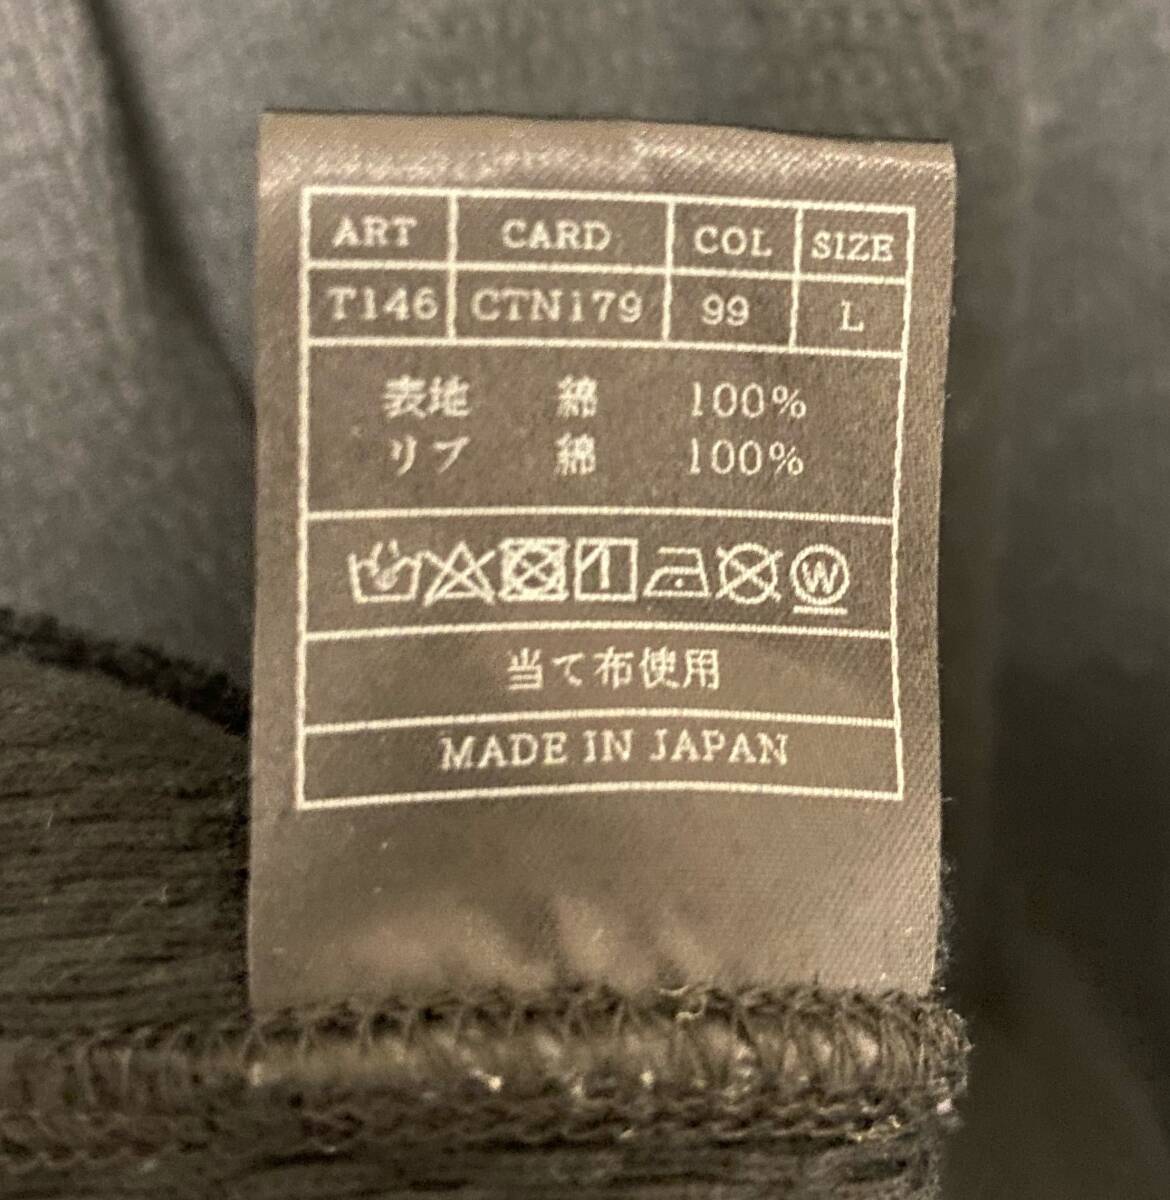 ART CARD COL SIZE
T146 CTN179 99 L
表地 綿 100%
リブ 綿 100%
W
当て布使用
MADE IN JAPAN